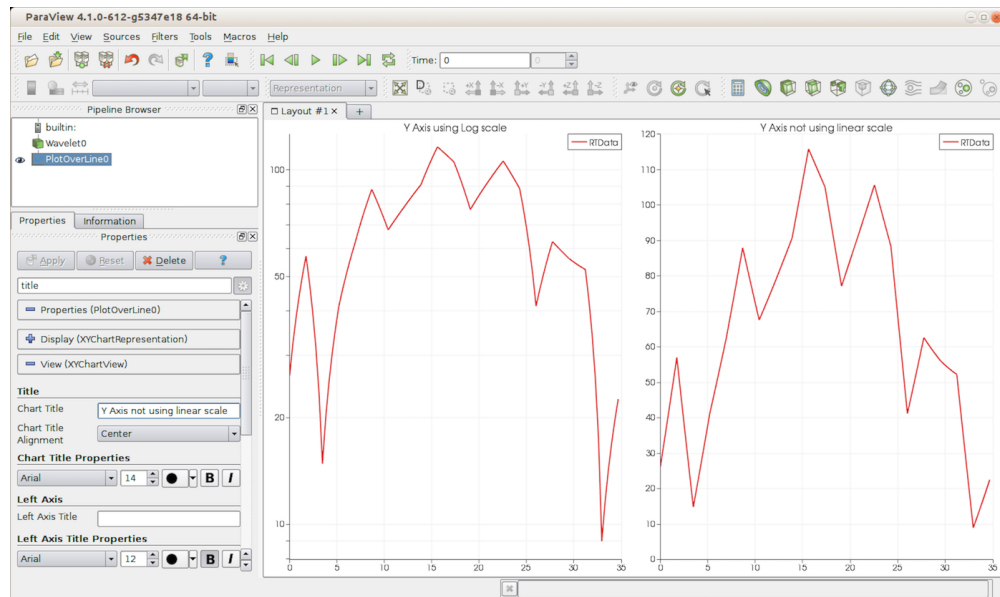 ParaView 4.1.0-612-g5347e18 64-bit
File Edit View Sources Filters Tools Macros Help
Time: 0 0
Representation
Pipeline Browser
builtin:
Wavelet0
PlotOverLine0
Properties Information
Properties
Apply Reset Delete ?
title
Properties (PlotOverLine0)
Display (XYChartRepresentation)
View (XYChartView)
Title
Chart Title Y Axis not using linear scale
Chart Title
Alignment Center
Chart Title Properties
Arial 14 B I
Left Axis
Left Axis Title
Left Axis Title Properties
Arial 12 B I
Layout #1 × +
Y Axis using Log scale
RTData
100
50
20
10
0 5 10 15 20 25 30 35
Y Axis not using linear scale
RTData
120
110
100
90
80
70
60
50
40
30
20
10
0
0 5 10 15 20 25 30 35